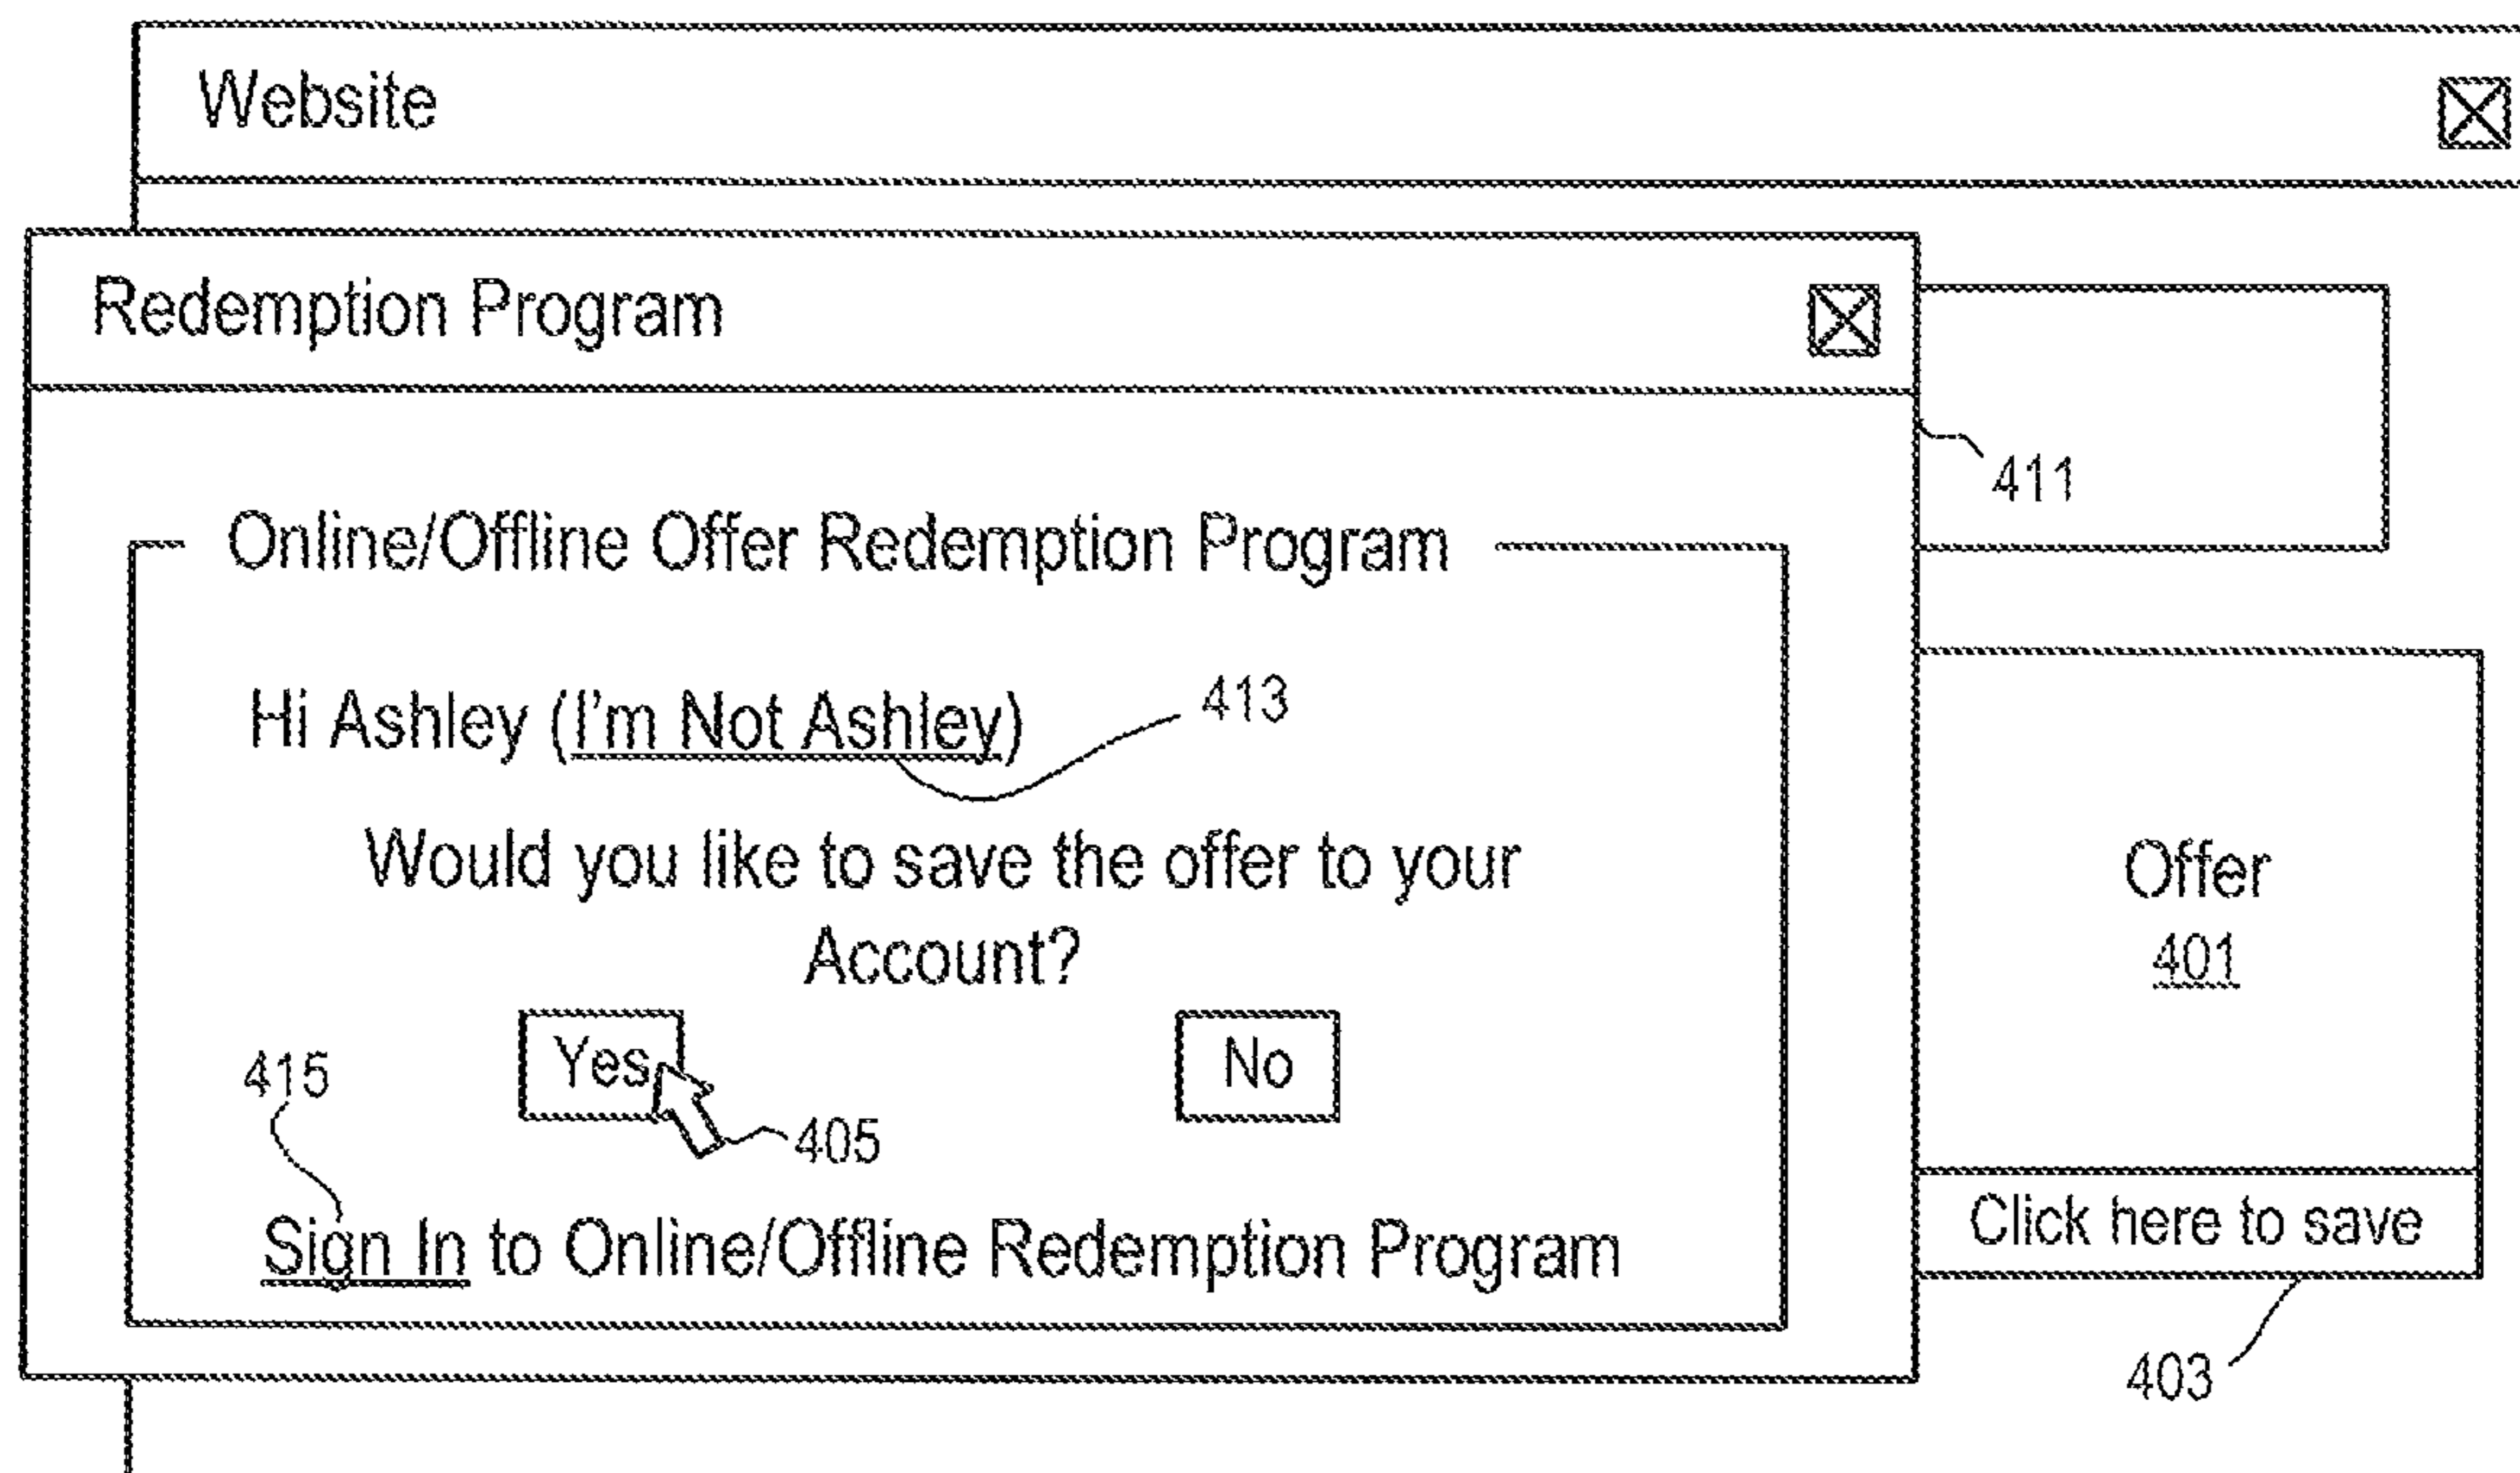 Website
Redemption Program
411
Online/Offline Offer Redemption Program
Hi Ashley (I'm Not Ashley)
413
Would you like to save the offer to your
Account?
Offer
401
Yes
No
415
405
Sign In to Online/Offline Redemption Program
Click here to save
403